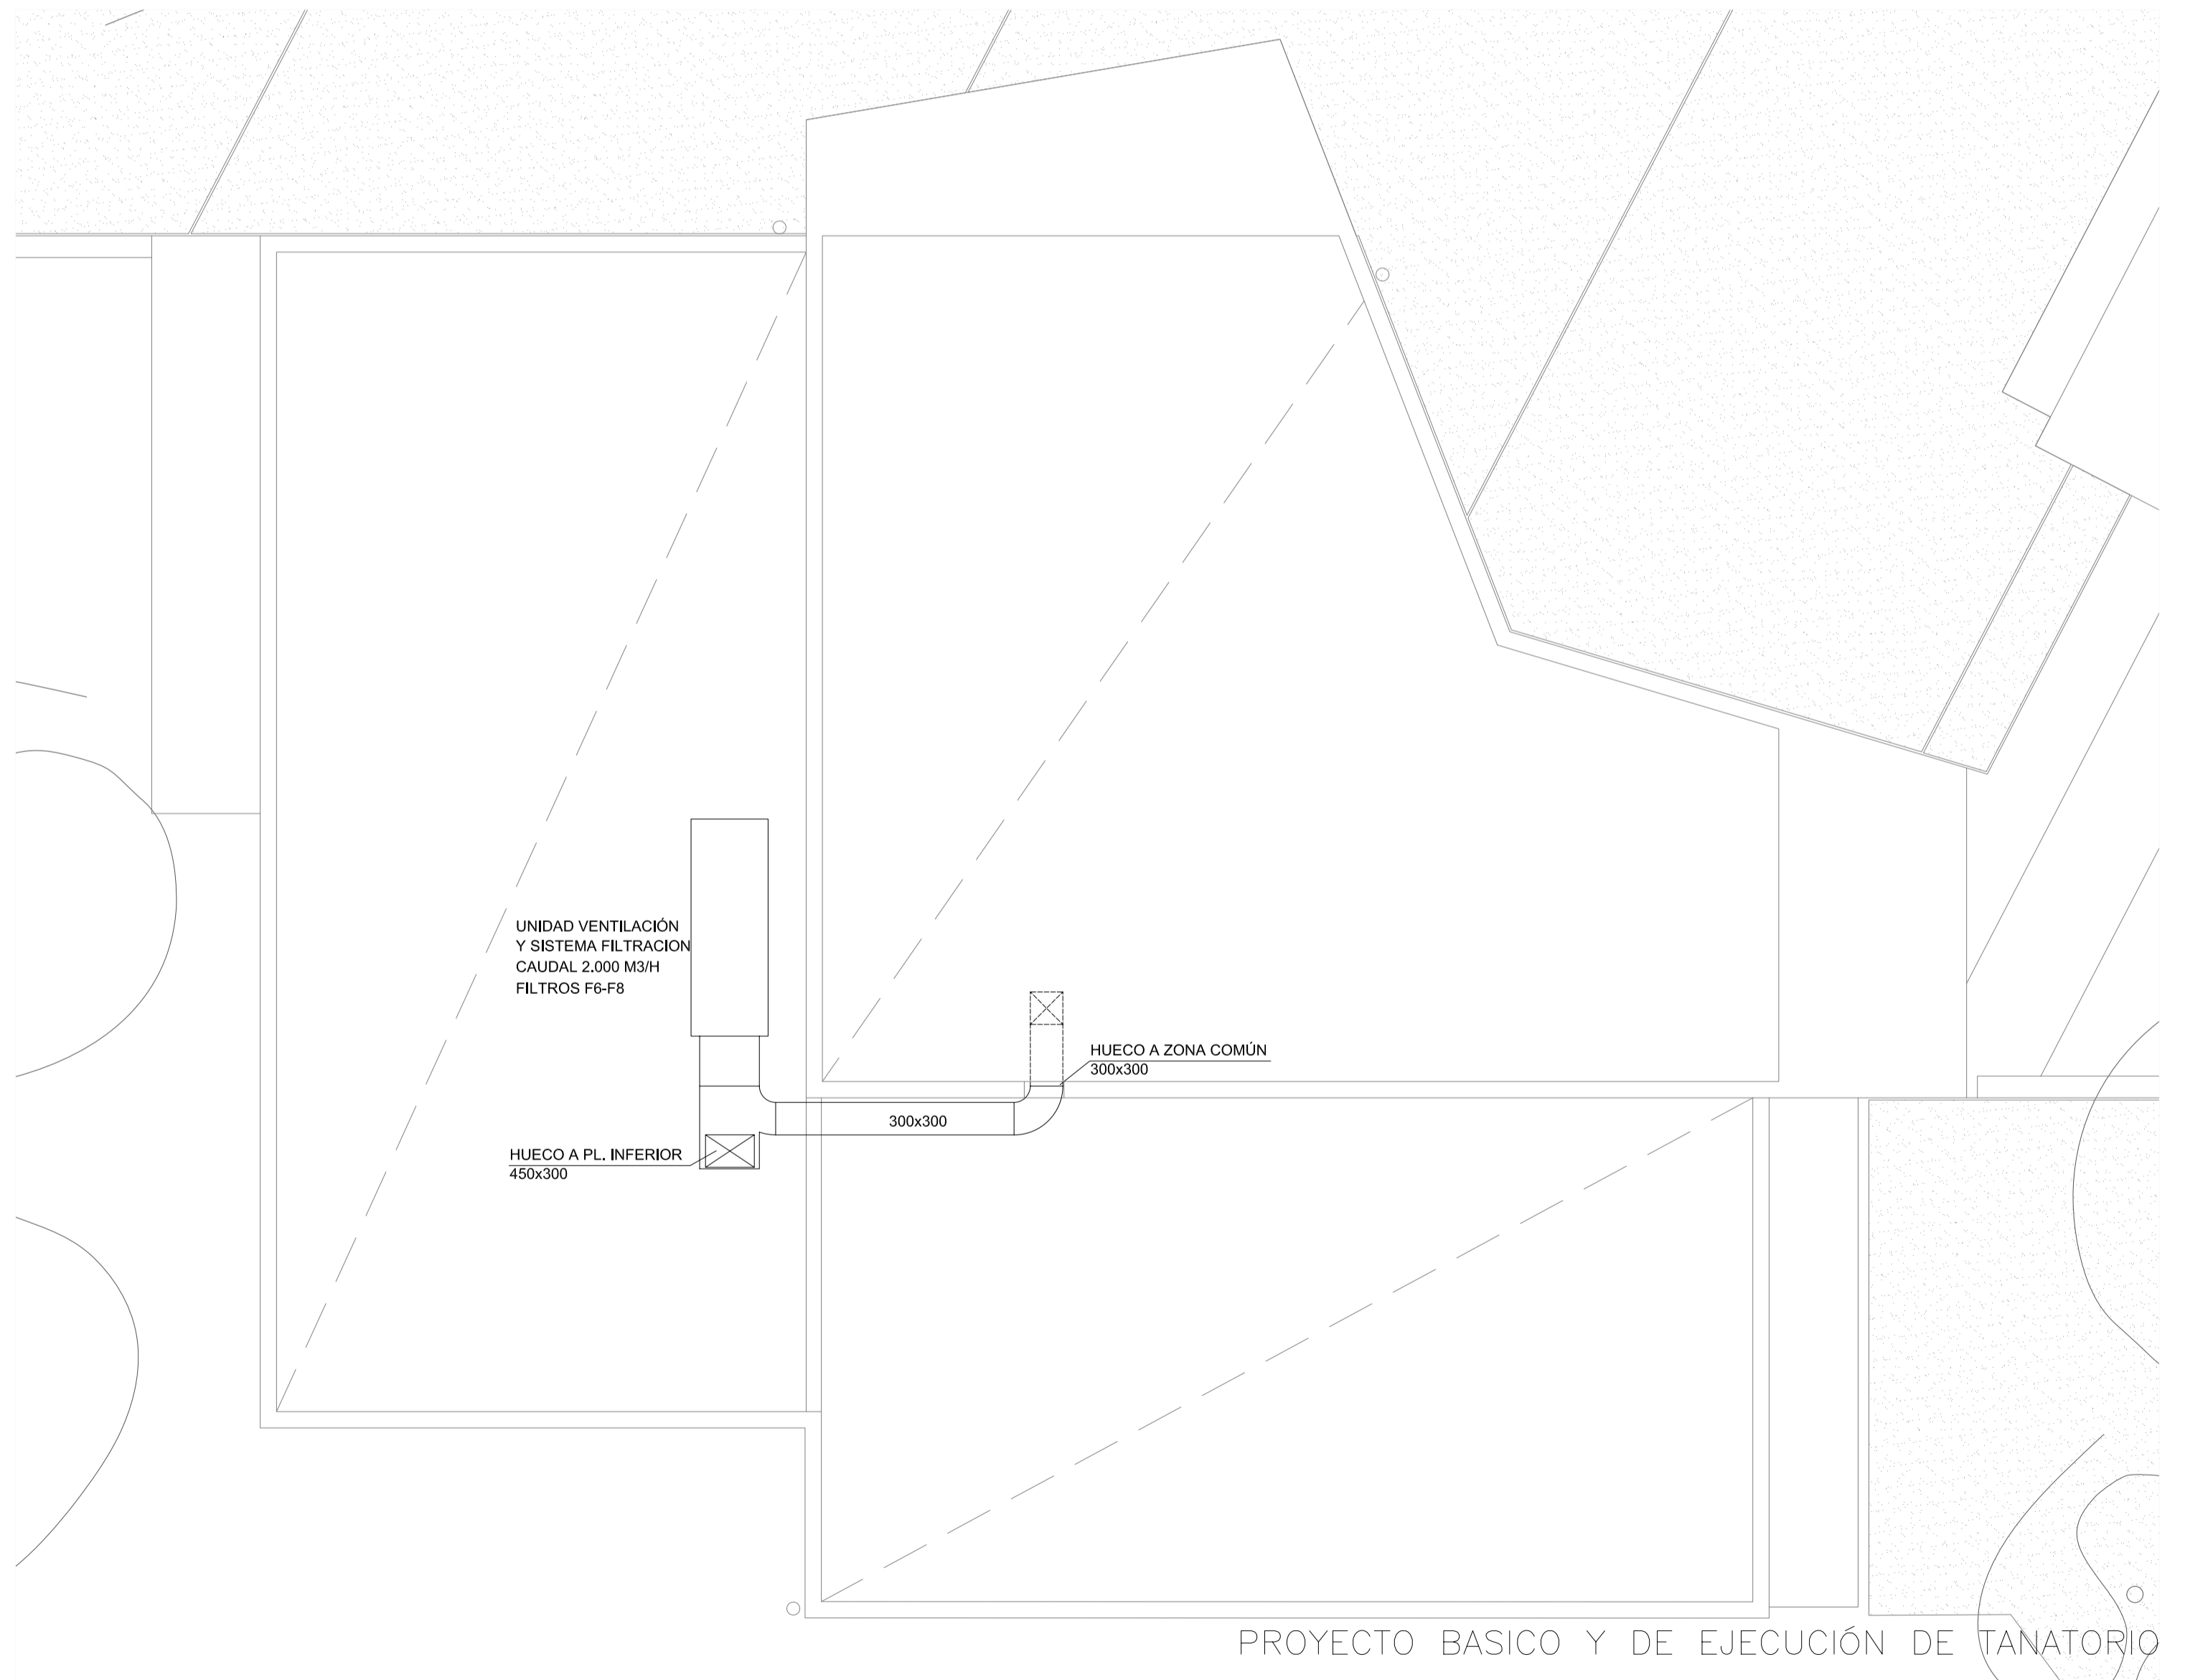 UNIDAD VENTILACIÓN
Y SISTEMA FILTRACION
CAUDAL 2.000 M3/H
FILTROS F6-F8
HUECO A ZONA COMÚN
300x300
300x300
HUECO A PL. INFERIOR
450x300
PROYECTO BASICO Y DE EJECUCIóN DE TANATORIO